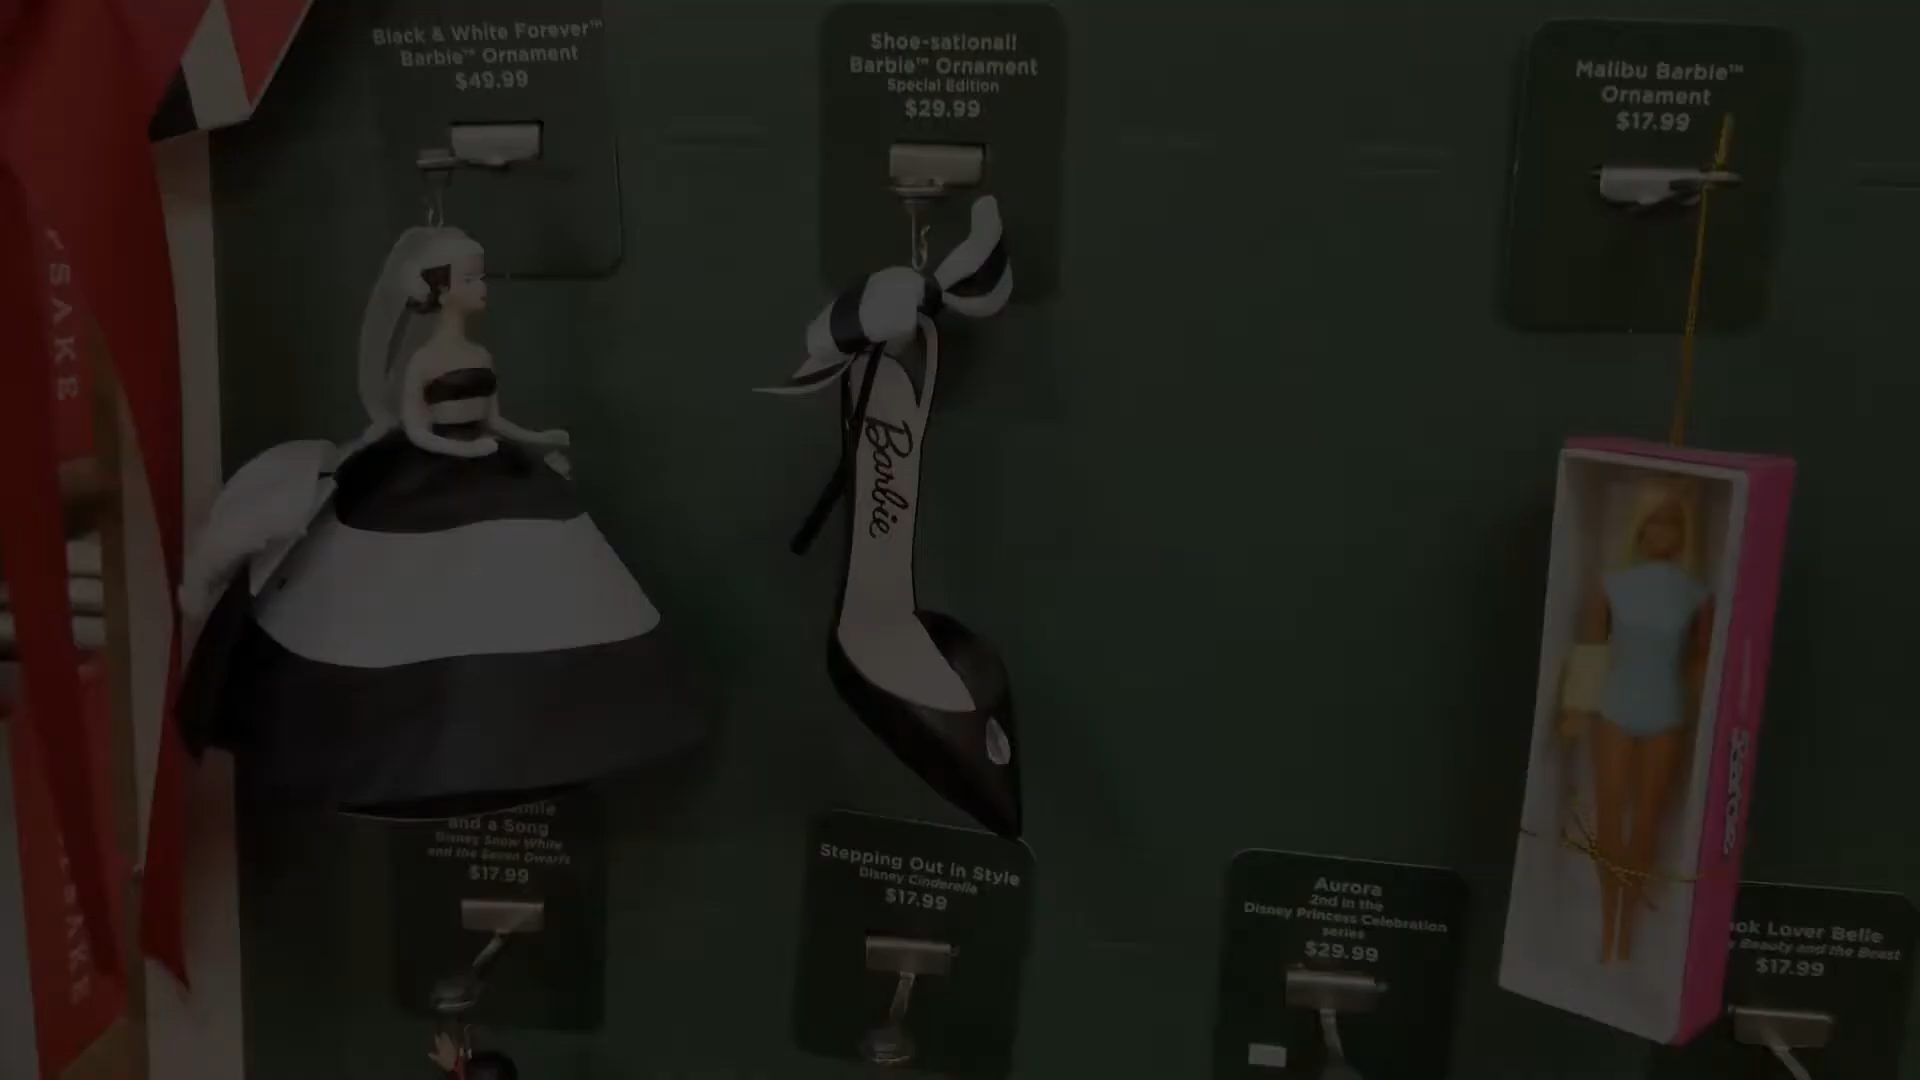 Black & White Forever™
Barbie™ Ornament
$49.99
Shoe-sational!
Barbie™ Ornament
Special Edition
$29.99
Malibu Barbie™
Ornament
$17.99
SAKE
Barbie
and a Song
Disney Snow White
and the Seven Dwarfs
$17.99
Stepping Out in Style
Disney Cinderella
$17.99
Aurora
2nd in the
Disney Princess Celebration
series
$29.99
Lover Belle
Beauty and the Beast
$17.99
SAKE